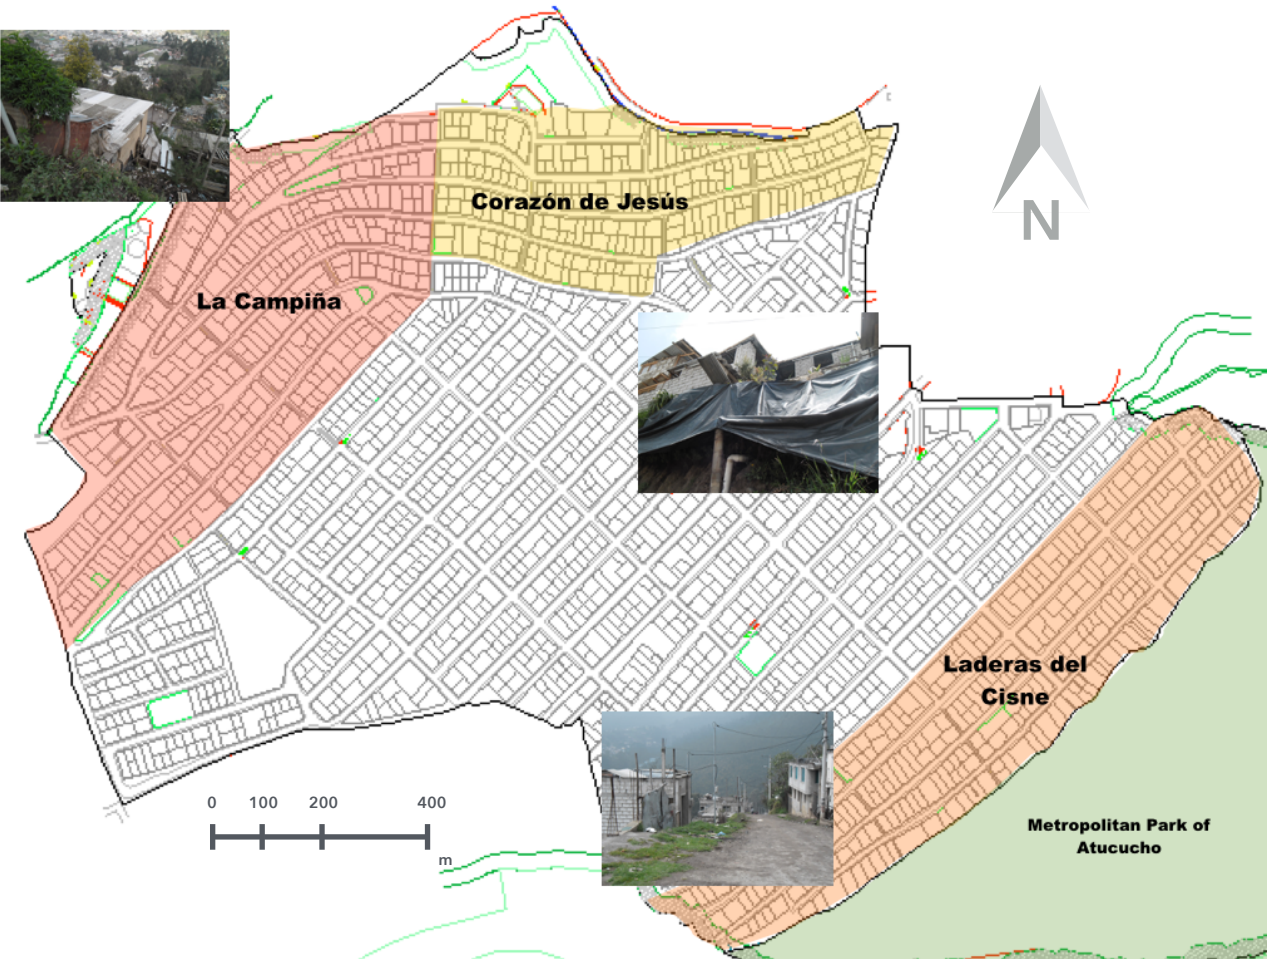 N
Corazón de Jesús
La Campiña
Laderas del
Cisne
Metropolitan Park of
Atucucho
0 100 200 400
m